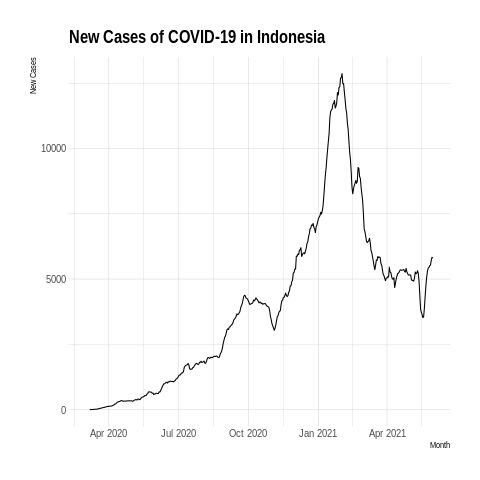 New Cases of COVID-19 in Indonesia
New Cases
10000
5000
0
Apr 2020 Jul 2020 Oct 2020 Jan 2021 Apr 2021
Month